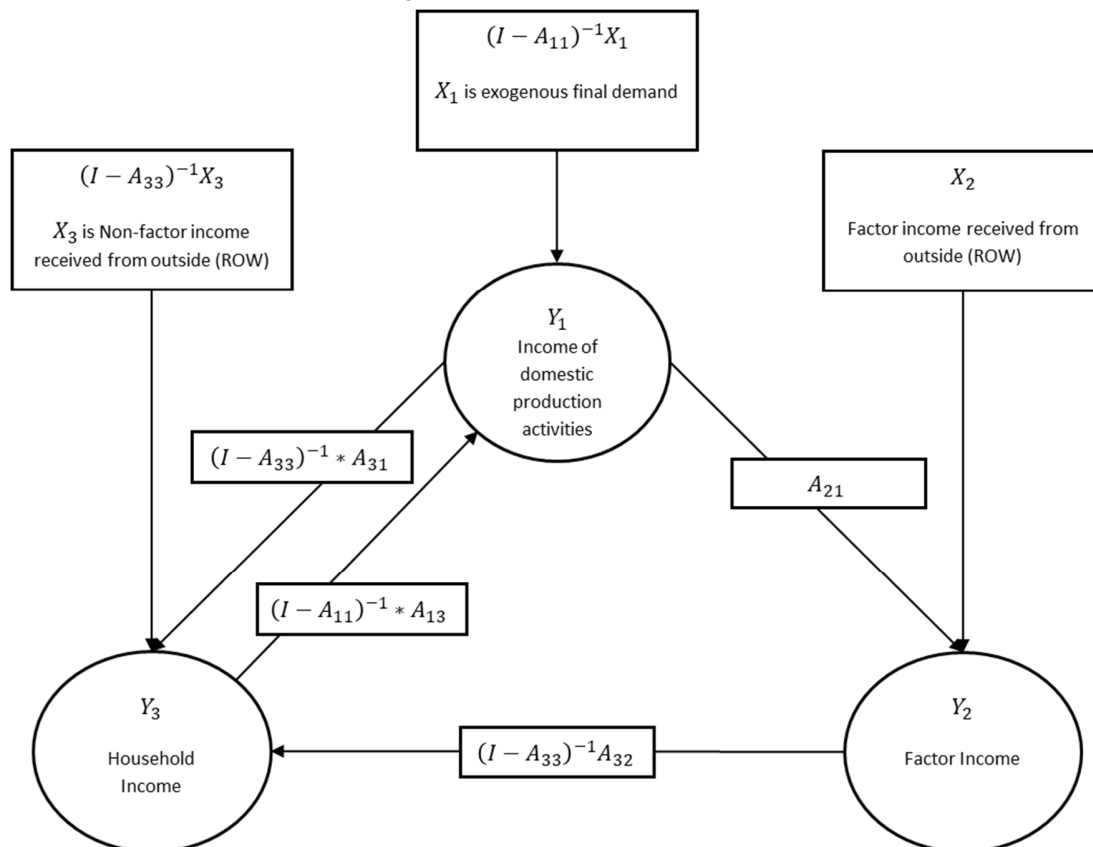 (I − A₁₁)⁻¹X₁
X₁ is exogenous final demand
(I − A₃₃)⁻¹X₃
X₃ is Non-factor income
received from outside (ROW)
X₂
Factor income received from
outside (ROW)
Y₁
Income of
domestic
production
activities
(I − A₃₃)⁻¹ * A₃₁
A₂₁
(I − A₁₁)⁻¹ * A₁₃
Y₃
Household
Income
(I − A₃₃)⁻¹A₃₂
Y₂
Factor Income